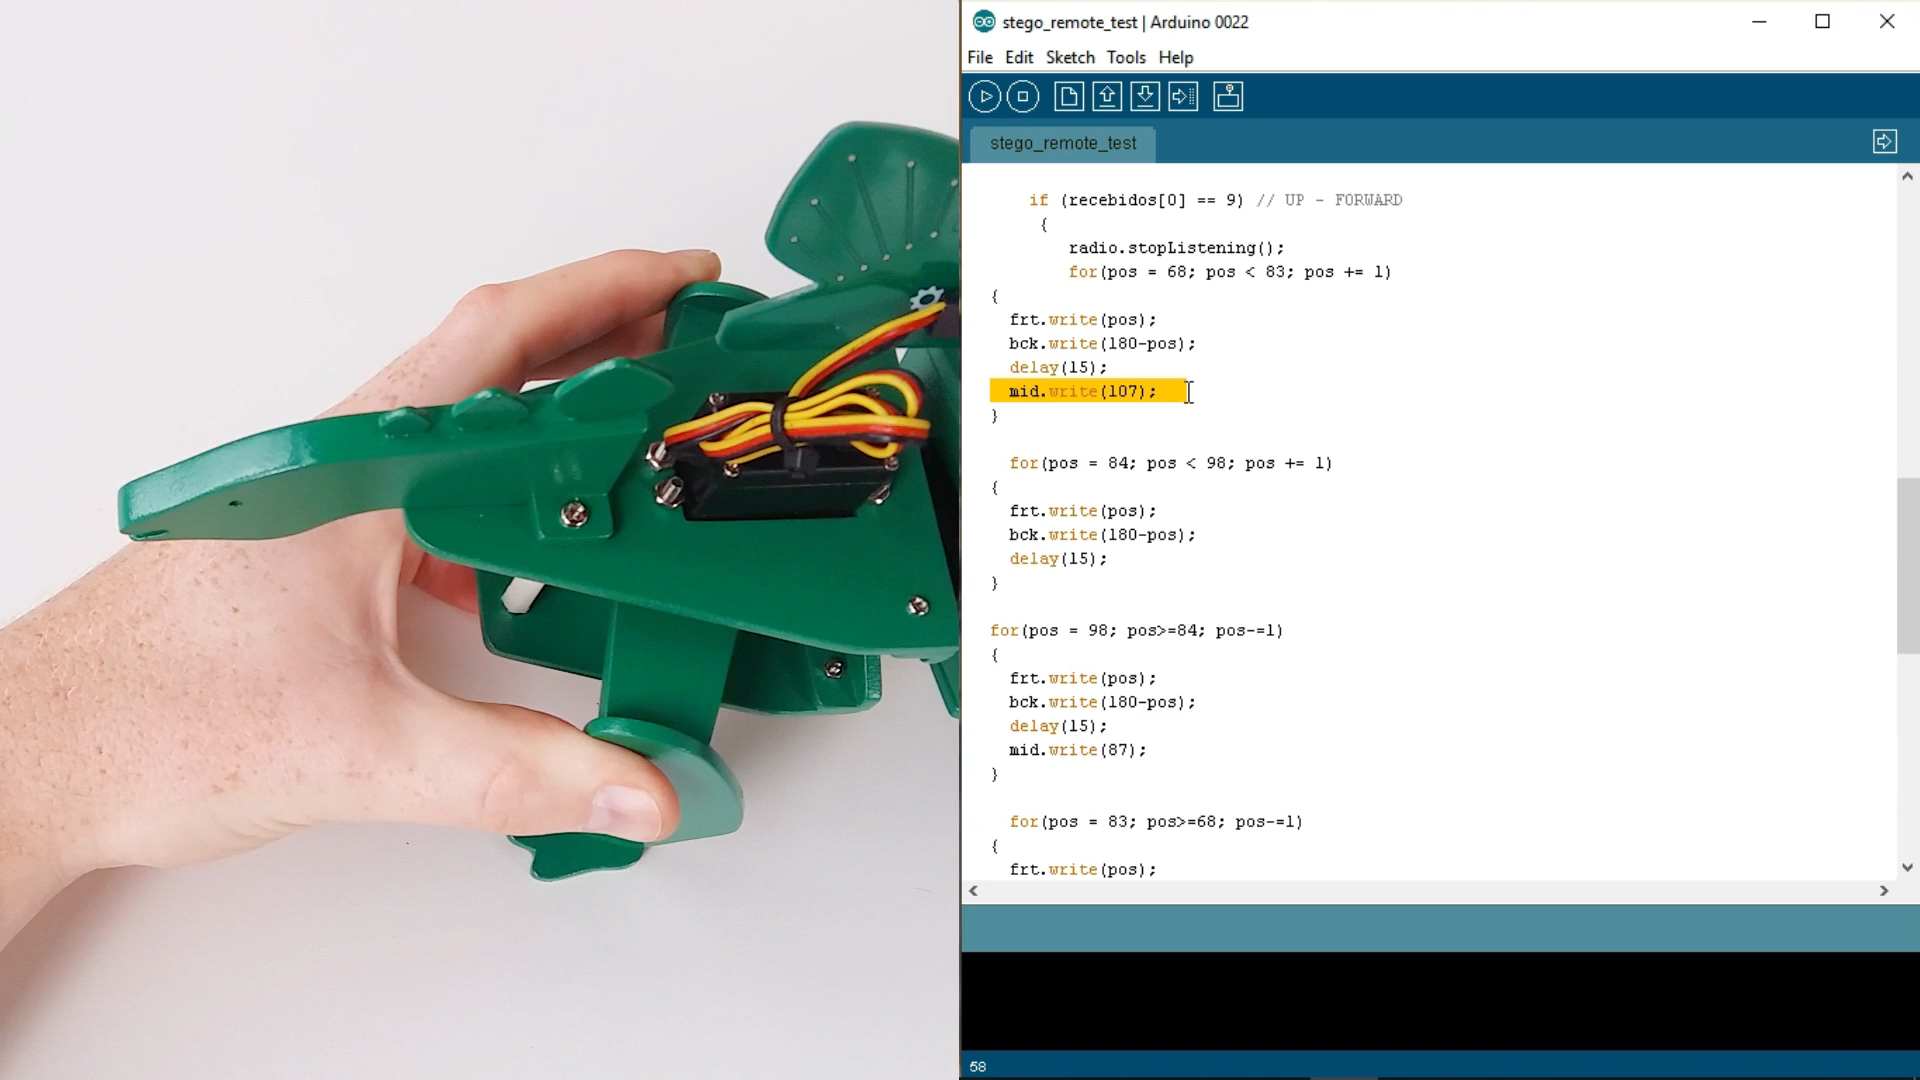 stego_remote_test | Arduino 0022
File Edit Sketch Tools Help
stego_remote_test
if (recebidos[0] == 9) // UP - FORWARD
{
radio.stopListening();
for(pos = 68; pos < 83; pos += 1)
{
frt.write(pos);
bck.write(180-pos);
delay(15);
mid.write(107);
}
for(pos = 84; pos < 98; pos += 1)
{
frt.write(pos);
bck.write(180-pos);
delay(15);
}
for(pos = 98; pos>=84; pos-=1)
{
frt.write(pos);
bck.write(180-pos);
delay(15);
mid.write(87);
}
for(pos = 83; pos>=68; pos-=1)
{
frt.write(pos);
58